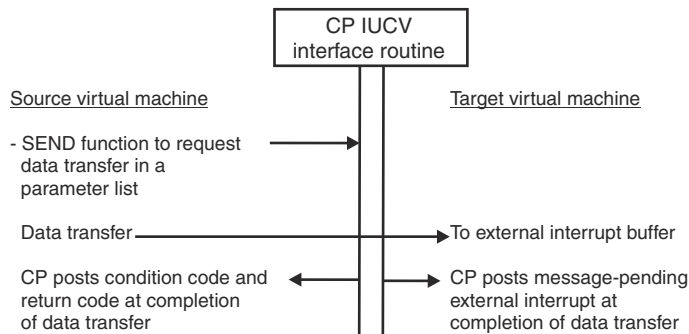 CP IUCV
interface routine
Source virtual machine
Target virtual machine
- SEND function to request
data transfer in a
parameter list
Data transfer
To external interrupt buffer
CP posts condition code and
return code at completion
of data transfer
CP posts message-pending
external interrupt at
completion of data transfer